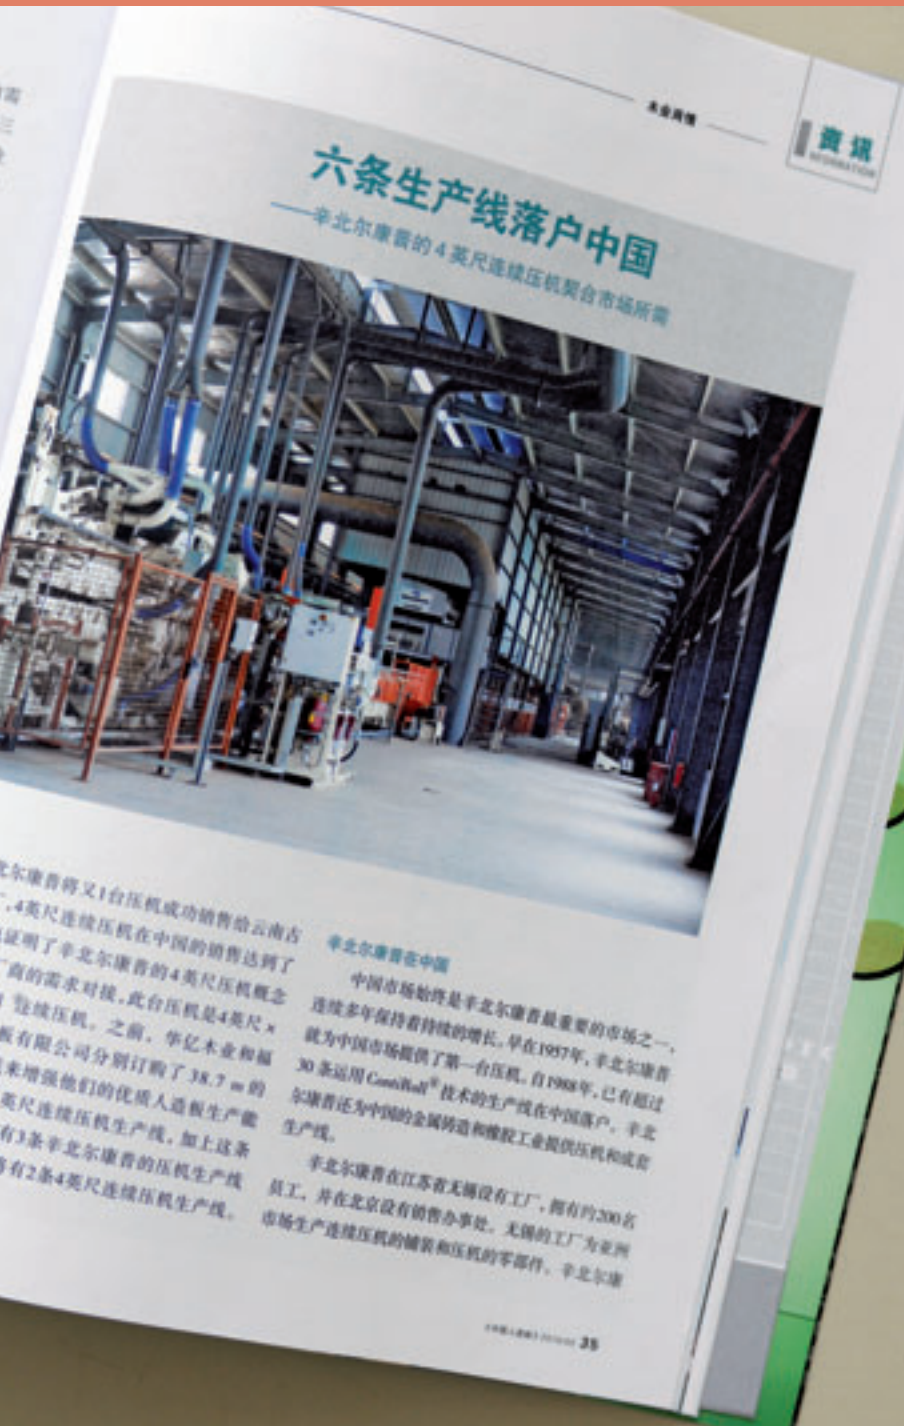 资讯
INFORMATION
六条生产线落户中国
——辛北尔康普的4英尺连续压机契合市场所需
北尔康普将又1台压机成功销售给云南古
,4英尺连续压机在中国的销售达到了
证明了辛北尔康普的4英尺压机概念
商的需求对接。此台压机是4英尺×
连续压机。之前，华亿木业和福
板有限公司分别订购了38.7 m的
来增强他们的优质人造板生产能
英尺连续压机生产线，加上这条
有3条辛北尔康普的压机生产线
将有2条4英尺连续压机生产线。
辛北尔康普在中国
中国市场始终是辛北尔康普最重要的市场之一，
连续多年保持着持续的增长。早在1957年，辛北尔康普
就为中国市场提供了第一台压机。自1988年，已有超过
30条运用ContiRoll®技术的生产线在中国落户。辛北
尔康普还为中国的金属铸造和橡胶工业提供压机和成套
生产线。
辛北尔康普在江苏省无锡设有工厂，拥有约200名
员工，并在北京设有销售办事处。无锡的工厂为亚洲
市场生产连续压机的铺装和压机的零部件。辛北尔康
35